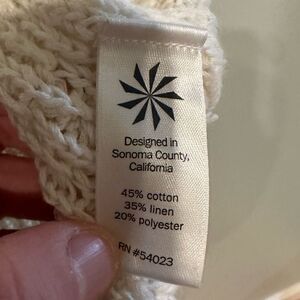 Designed in
Sonoma County,
California
45% cotton
35% linen
20% polyester
RN #54023